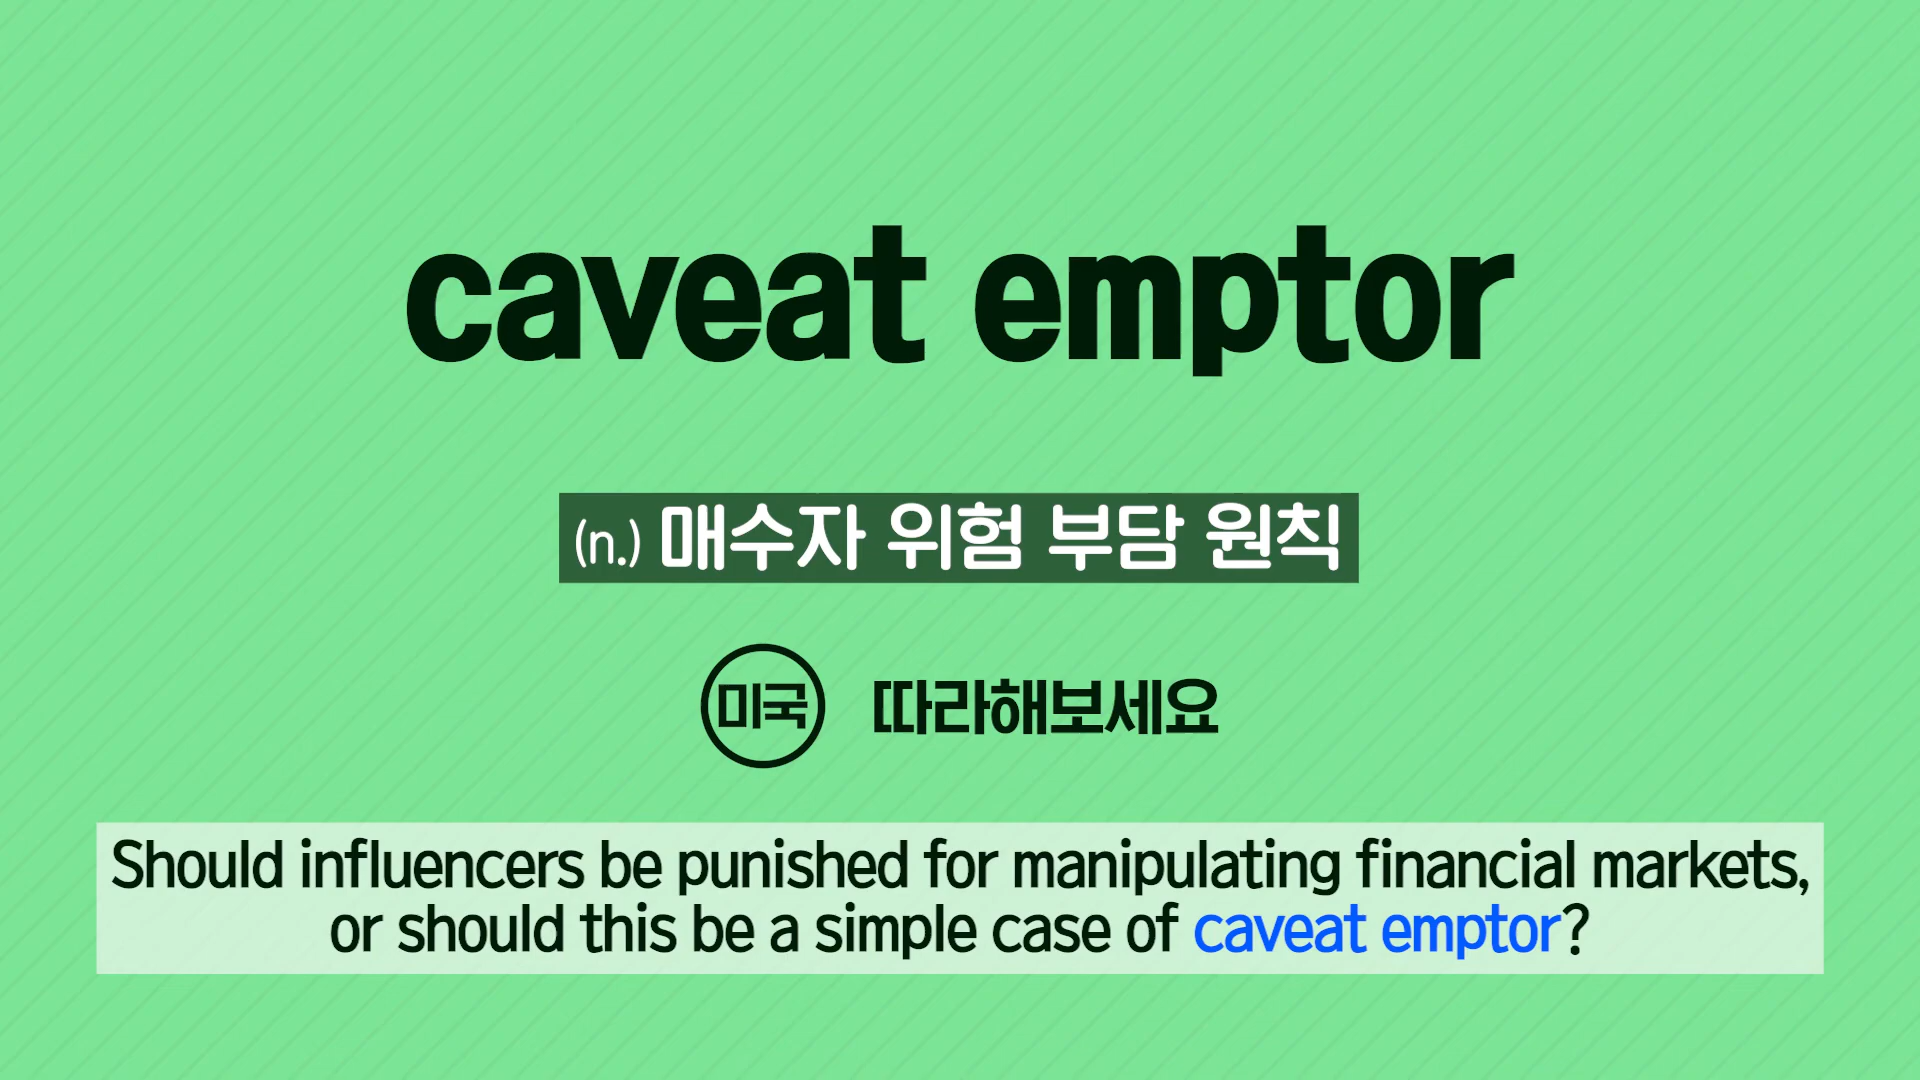 caveat emptor
(n.) 매수자 위험 부담 원칙
미국 따라해보세요
Should influencers be punished for manipulating financial markets,
or should this be a simple case of caveat emptor?